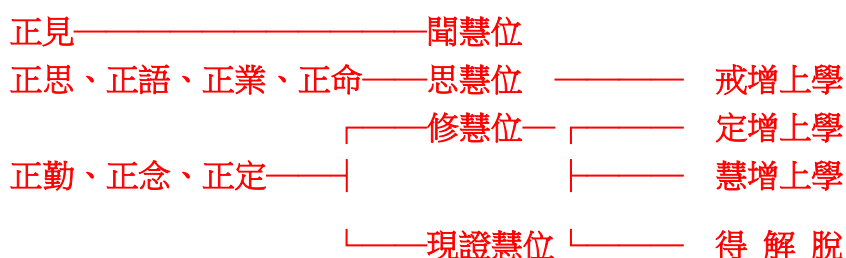 正見———————————聞慧位
正思、正語、正業、正命——思慧位 ———— 戒增上學
┌——修慧位—┌——— 定增上學
正勤、正念、正定——┤ ├——— 慧增上學
└——現證慧位└——— 得 解 脫